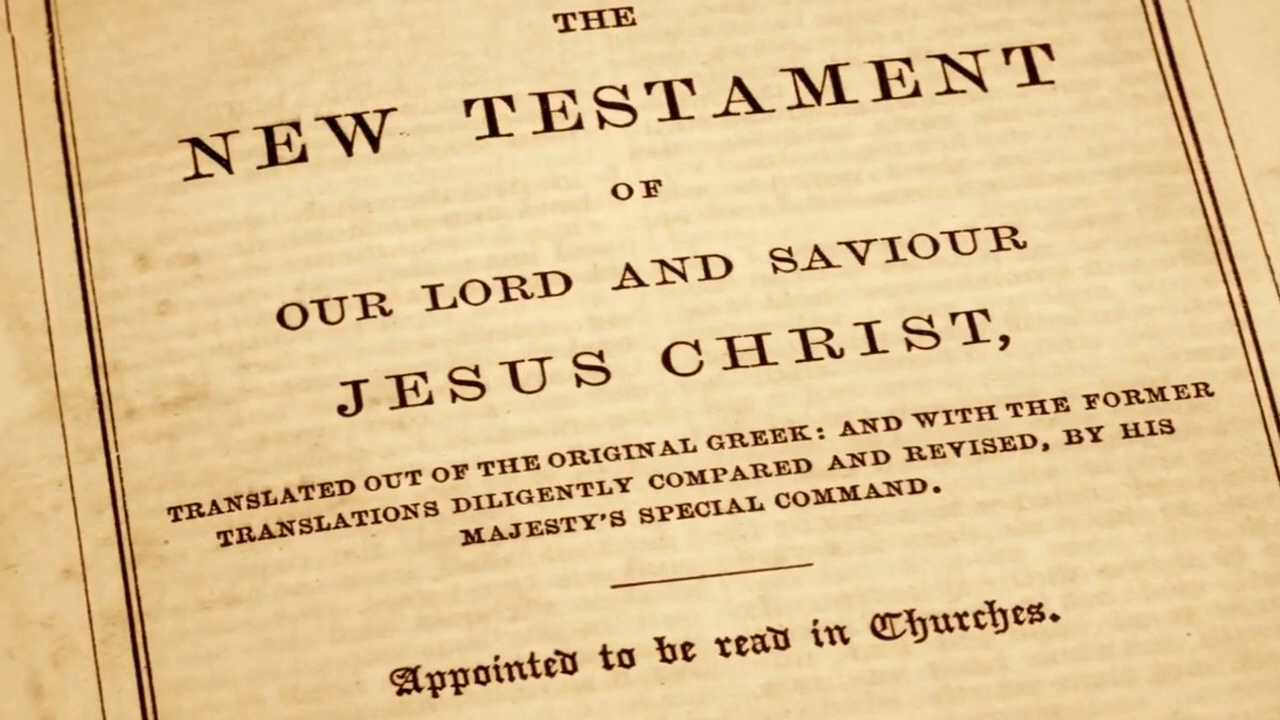 THE
NEW TESTAMENT
OF
OUR LORD AND SAVIOUR
JESUS CHRIST,
TRANSLATED OUT OF THE ORIGINAL GREEK: AND WITH THE FORMER
TRANSLATIONS DILIGENTLY COMPARED AND REVISED, BY HIS
MAJESTY'S SPECIAL COMMAND.
Appointed to be read in Churches.